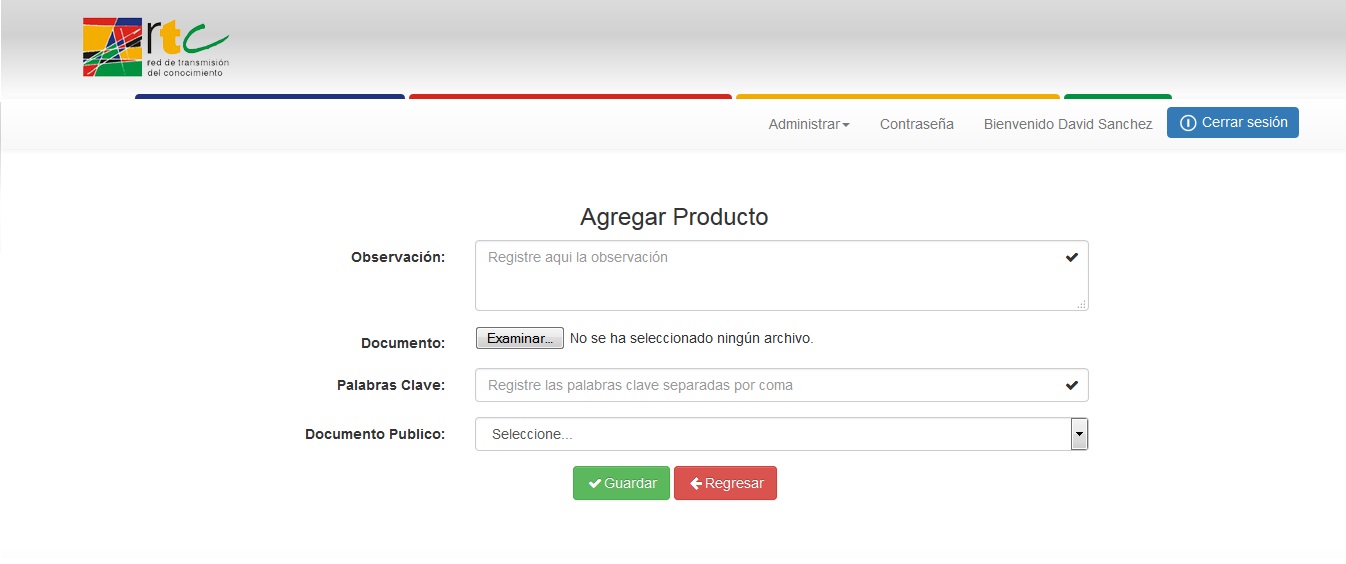 rtc
red de transmisión
del conocimiento
Administrar Contraseña Bienvenido David Sanchez Cerrar sesión
Agregar Producto
Observación: Registre aqui la observación
Documento: Examinar... No se ha seleccionado ningún archivo.
Palabras Clave: Registre las palabras clave separadas por coma
Documento Publico: Seleccione...
Guardar Regresar